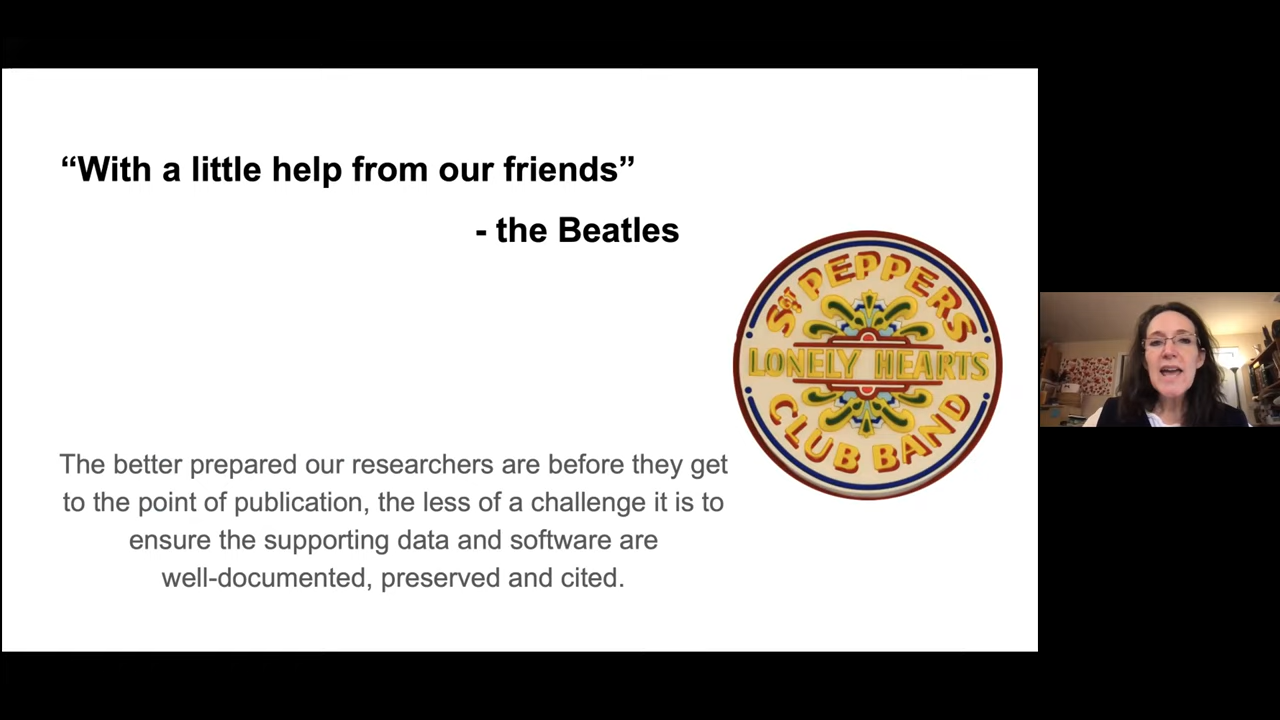 “With a little help from our friends”
- the Beatles
SGT PEPPERS
LONELY HEARTS
CLUB BAND
The better prepared our researchers are before they get
to the point of publication, the less of a challenge it is to
ensure the supporting data and software are
well-documented, preserved and cited.